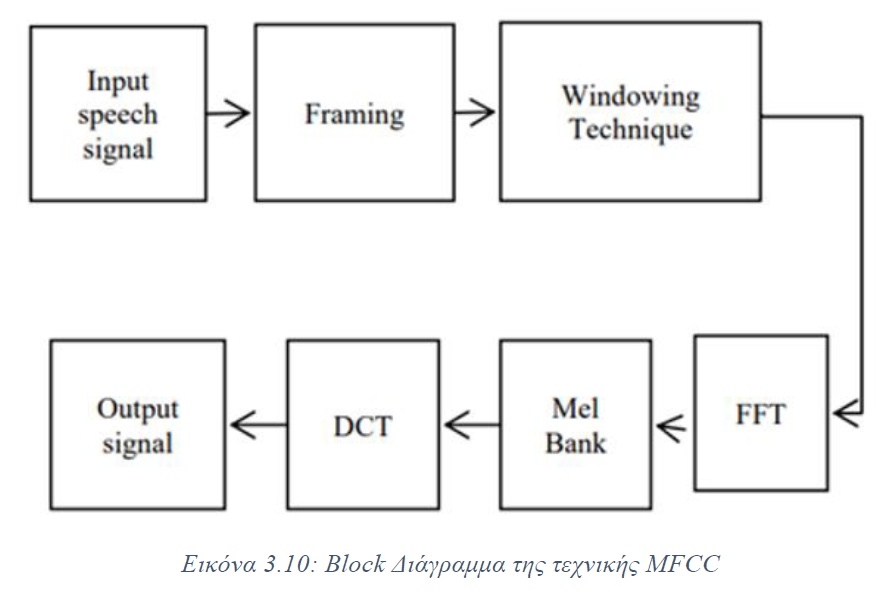 Input
speech
signal
Framing
Windowing
Technique
FFT
Mel
Bank
DCT
Output
signal
Εικόνα 3.10: Block Διάγραμμα της τεχνικής MFCC